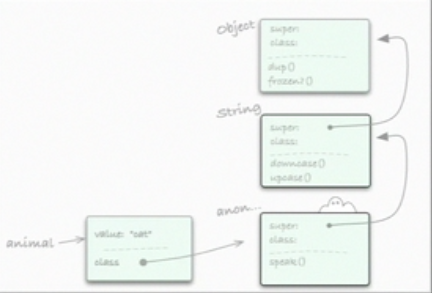 Object
super:
class:
dup()
frozen?()
String
super:
class:
downcase()
upcase()
anon...
super:
class:
speak()
animal
value: "cat"
class